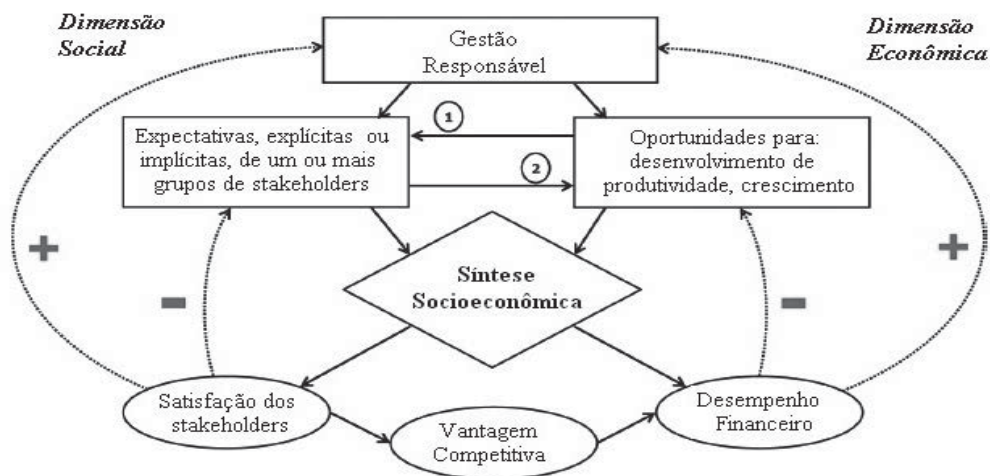 Dimensão
Social
Dimensão
Econômica
Gestão
Responsável
1
Expectativas, explícitas ou
implícitas, de um ou mais
grupos de stakeholders
2
Oportunidades para:
desenvolvimento de
produtividade, crescimento
+
+
-
-
Síntese
Socioeconômica
Satisfação dos
stakeholders
Vantagem
Competitiva
Desempenho
Financeiro